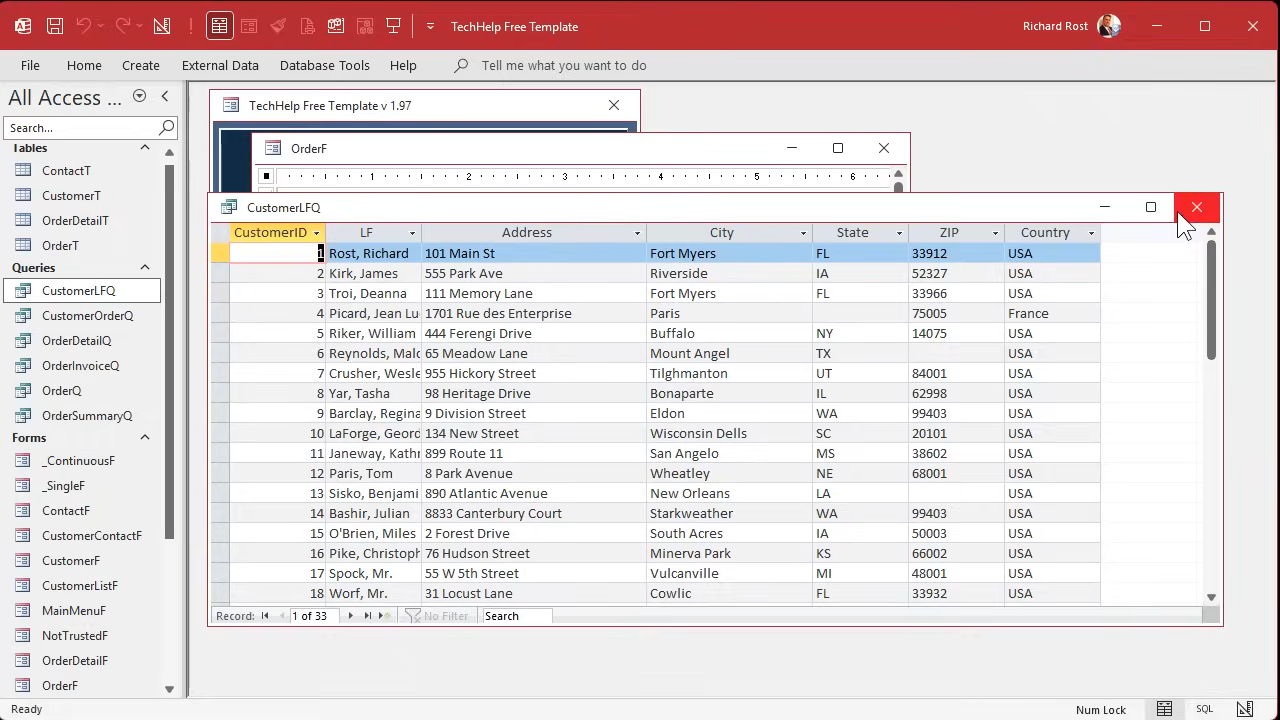 TechHelp Free Template
Richard Rost
File Home Create External Data Database Tools Help Tell me what you want to do
All Access ...
Search...
Tables
ContactT
CustomerT
OrderDetailT
OrderT
Queries
CustomerLFQ
CustomerOrderQ
OrderDetailQ
OrderInvoiceQ
OrderQ
OrderSummaryQ
Forms
_ContinuousF
_SingleF
ContactF
CustomerContactF
CustomerF
CustomerListF
MainMenuF
NotTrustedF
OrderDetailF
OrderF
TechHelp Free Template v 1.97
OrderF
1 2 3 4 5 6
CustomerLFQ
CustomerID LF Address City State ZIP Country
1 Rost, Richard 101 Main St Fort Myers FL 33912 USA
2 Kirk, James 555 Park Ave Riverside IA 52327 USA
3 Troi, Deanna 111 Memory Lane Fort Myers FL 33966 USA
4 Picard, Jean Lu 1701 Rue des Enterprise Paris 75005 France
5 Riker, William 444 Ferengi Drive Buffalo NY 14075 USA
6 Reynolds, Malc 65 Meadow Lane Mount Angel TX USA
7 Crusher, Wesle 955 Hickory Street Tilghmanton UT 84001 USA
8 Yar, Tasha 98 Heritage Drive Bonaparte IL 62998 USA
9 Barclay, Regina 9 Division Street Eldon WA 99403 USA
10 LaForge, Geord 134 New Street Wisconsin Dells SC 20101 USA
11 Janeway, Kathr 899 Route 11 San Angelo MS 38602 USA
12 Paris, Tom 8 Park Avenue Wheatley NE 68001 USA
13 Sisko, Benjami 890 Atlantic Avenue New Orleans LA USA
14 Bashir, Julian 8833 Canterbury Court Starkweather WA 99403 USA
15 O'Brien, Miles 2 Forest Drive South Acres IA 50003 USA
16 Pike, Christoph 76 Hudson Street Minerva Park KS 66002 USA
17 Spock, Mr. 55 W 5th Street Vulcanville MI 48001 USA
18 Worf, Mr. 31 Locust Lane Cowlic FL 33932 USA
Record: 1 of 33 No Filter Search
Ready
Num Lock SQL